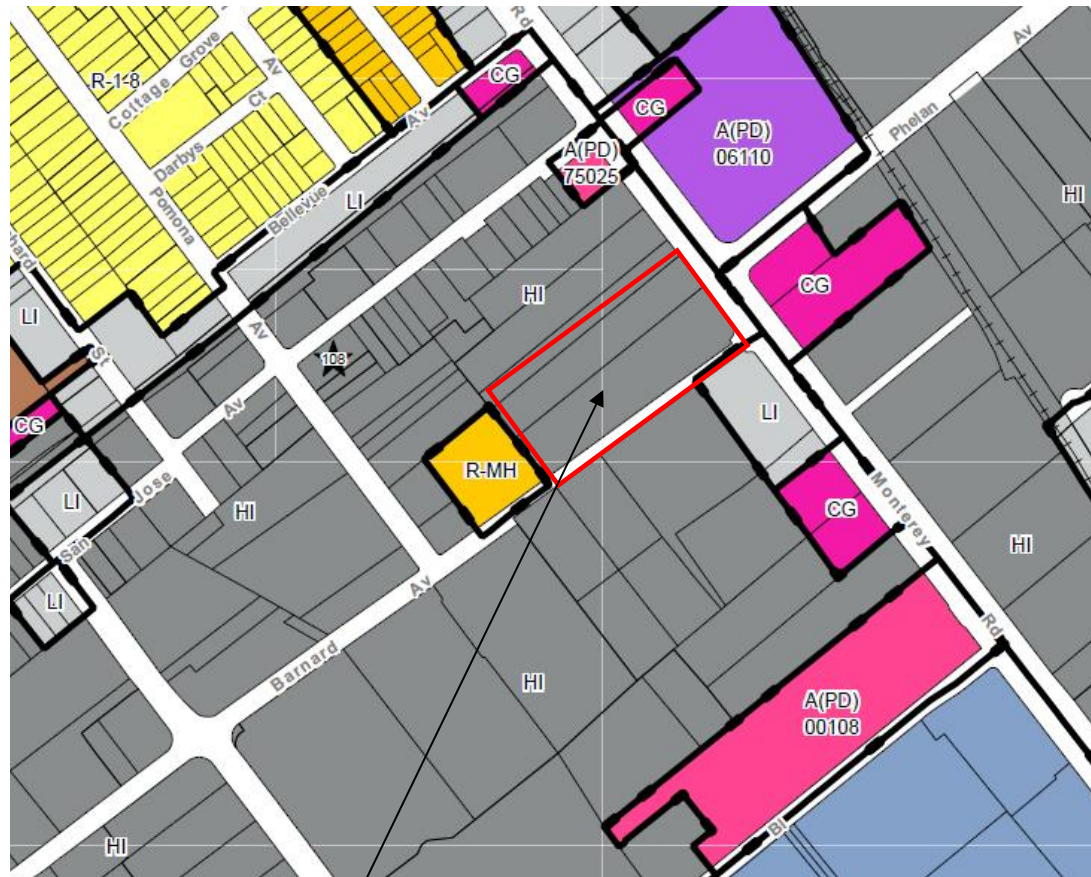 Rd
R-1-8
Cottage Grove
Av
CG
Av
CG
A(PD)
06110
Phelan
Ct
Darbys
Av
A(PD)
75025
HI
Pomona
Bellevue
LI
hard
CG
HI
LI
Av
St
108
LI
CG
Av
R-MH
Monterey
LI
Jose
HI
CG
San
HI
LI
Av
Rd
Barnard
HI
A(PD)
00108
Bl
HI